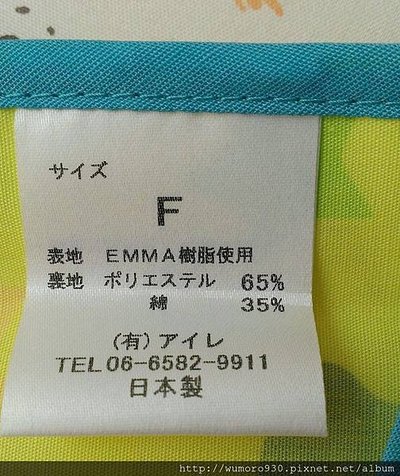 サイズ
F
表地 EMMA樹脂使用
裏地 ポリエステル 65%
綿 35%
(有)アイレ
TEL06-6582-9911
日本製
http://wumoro930.pixnet.net/album